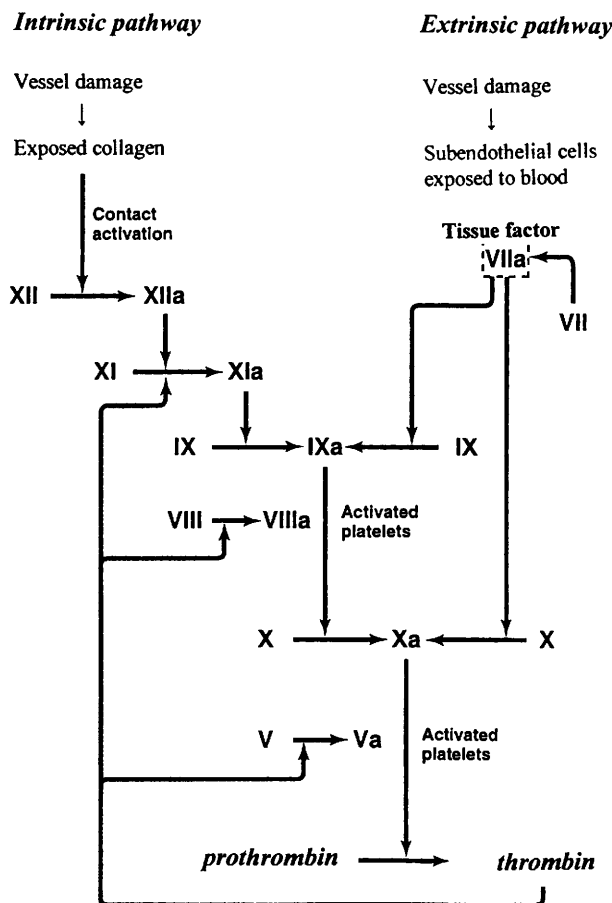 Intrinsic pathway
Extrinsic pathway
Vessel damage
Exposed collagen
Contact
activation
Vessel damage
Subendothelial cells
exposed to blood
Tissue factor
VIIa
VII
XII XIIa
XI XIa
IX IXa IX
VIII VIIIa
Activated
platelets
X Xa X
V Va
Activated
platelets
prothrombin thrombin